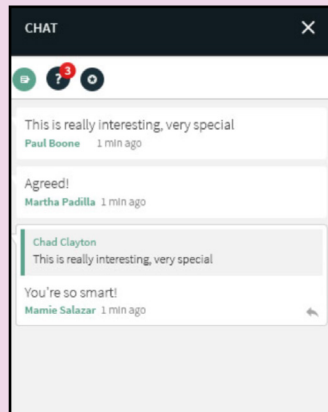 CHAT
? 3
This is really interesting, very special
Paul Boone 1 min ago
Agreed!
Martha Padilla 1 min ago
Chad Clayton
This is really interesting, very special
You're so smart!
Mamie Salazar 1 min ago